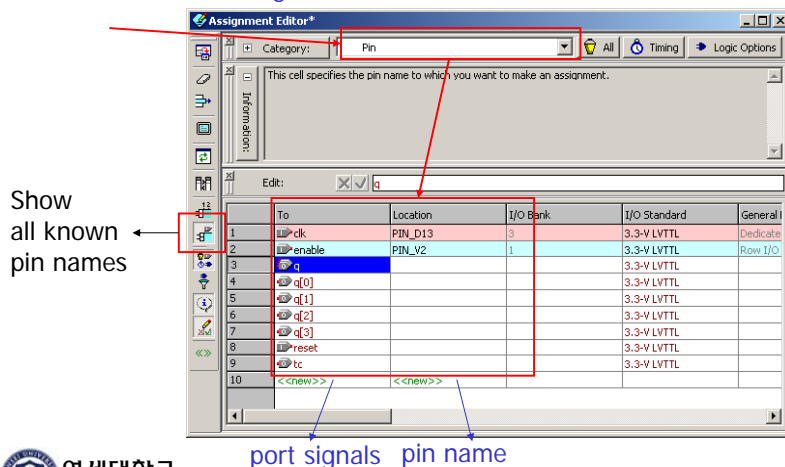 Assignment Editor*
Category: Pin All Timing Logic Options
Information: This cell specifies the pin name to which you want to make an assignment.
Edit: q
To Location I/O Bank I/O Standard General
1 clk PIN_D13 3 3.3-V LVTTL Dedicate
2 enable PIN_V2 1 3.3-V LVTTL Row I/O
3 q 3.3-V LVTTL
4 q[0] 3.3-V LVTTL
5 q[1] 3.3-V LVTTL
6 q[2] 3.3-V LVTTL
7 q[3] 3.3-V LVTTL
8 reset 3.3-V LVTTL
9 tc 3.3-V LVTTL
10 <<new>> <<new>>
Show
all known
pin names
port signals pin name